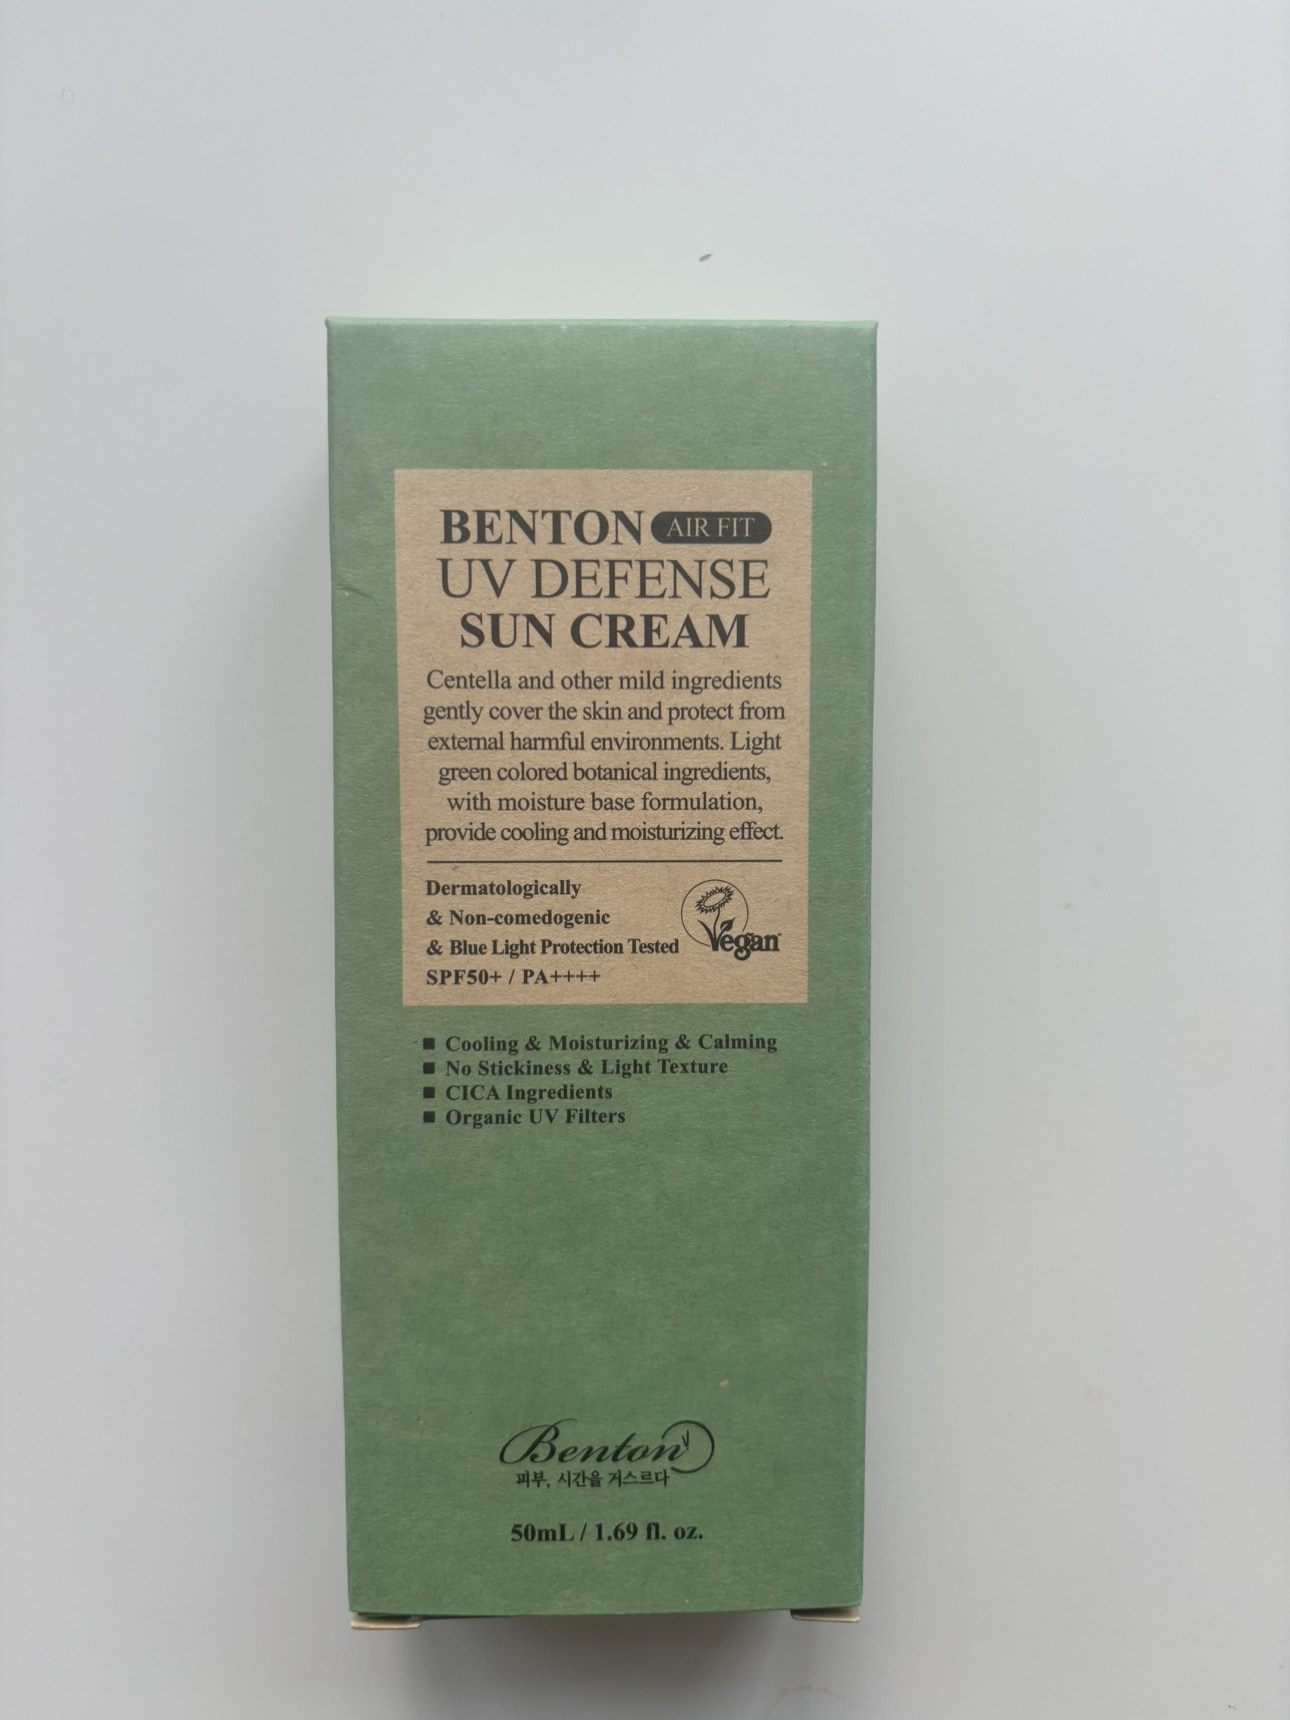 BENTON AIR FIT
UV DEFENSE
SUN CREAM
Centella and other mild ingredients
gently cover the skin and protect from
external harmful environments. Light
green colored botanical ingredients,
with moisture base formulation,
provide cooling and moisturizing effect.
Dermatologically
& Non-comedogenic
& Blue Light Protection Tested
SPF50+ / PA++++
Vegan™
■ Cooling & Moisturizing & Calming
■ No Stickiness & Light Texture
■ CICA Ingredients
■ Organic UV Filters
Benton
피부, 시간을 거스르다
50mL / 1.69 fl. oz.